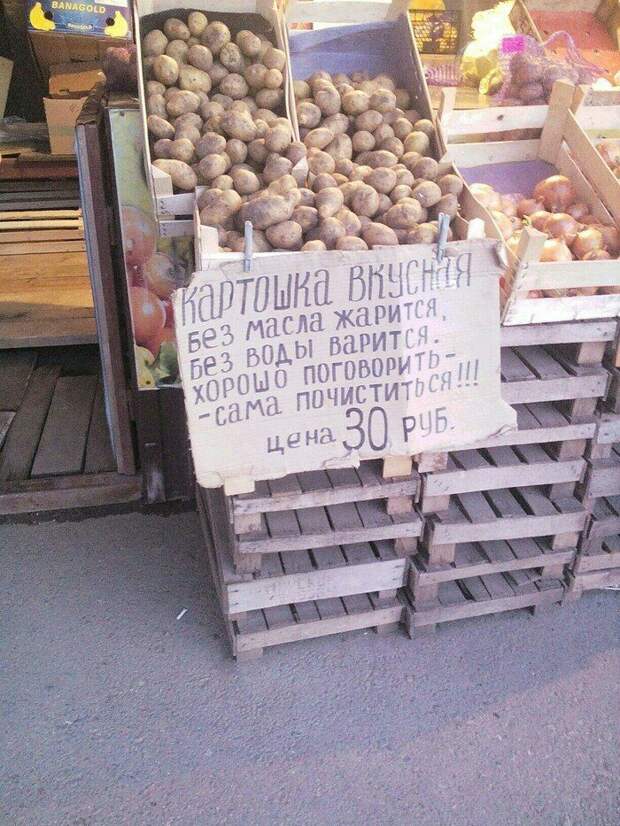 BANAGOLD
КАРТОШКА ВКУСНАЯ
БЕЗ МАСЛА ЖАРИТСЯ,
БЕЗ ВОДЫ ВАРИТСЯ.
ХОРОШО ПОГОВОРИТЬ-
-САМА ПОЧИСТИТЬСЯ!!!
ЦЕНА 30 РУБ.